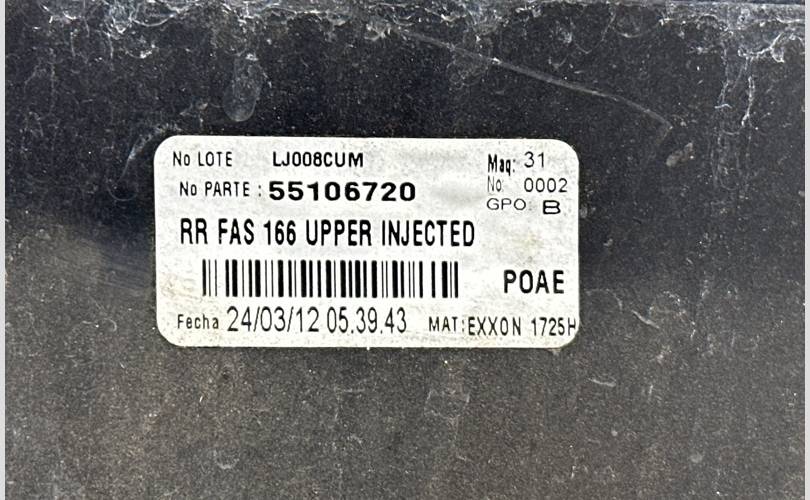 No LOTE LJ008CUM
Maq: 31
No PARTE : 55106720
No: 0002
GPO: B
RR FAS 166 UPPER INJECTED
POAE
Fecha 24/03/12 05.39.43 MAT:EXXON 1725H